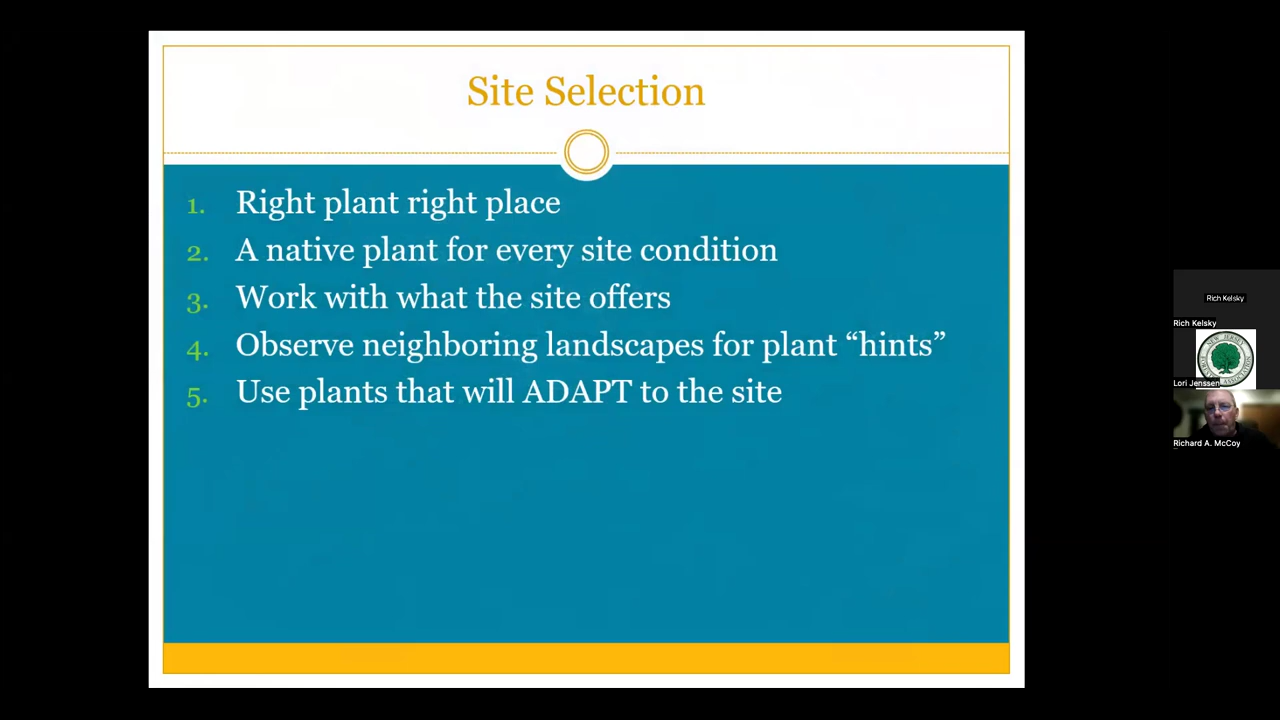 Site Selection
1. Right plant right place
2. A native plant for every site condition
3. Work with what the site offers
4. Observe neighboring landscapes for plant “hints”
5. Use plants that will ADAPT to the site
Rich Kelsky
Rich Kelsky
NEW JERSEY
Lori Jenssen
Richard A. McCoy